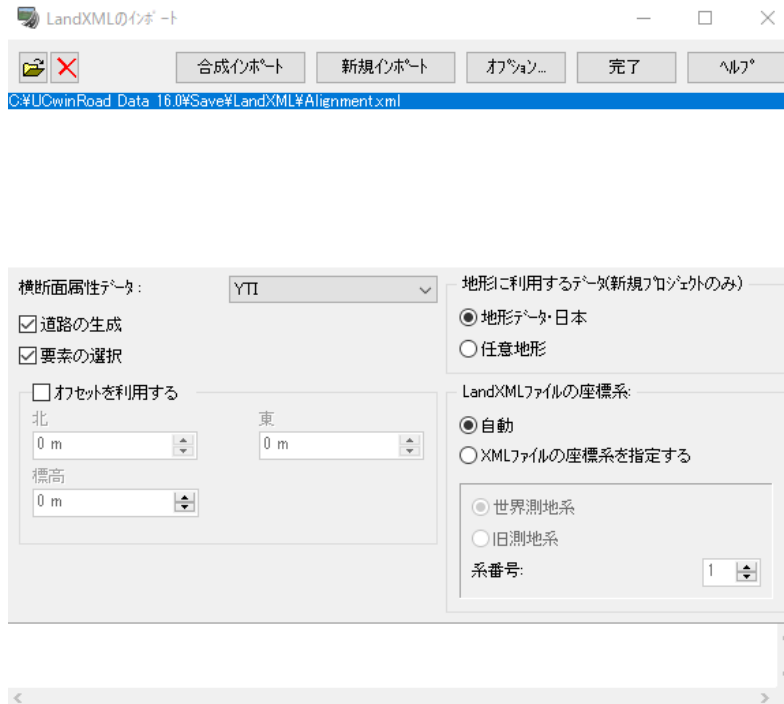 LandXMLのインポート
合成インポート 新規インポート オプション... 完了 ヘルプ
C:¥UCwinRoad Data 16.0¥Save¥LandXML¥Alignment.xml
横断面属性データ: YTI
道路の生成
要素の選択
オフセットを利用する
北 東
0 m 0 m
標高
0 m
地形に利用するデータ(新規プロジェクトのみ)
地形データ・日本
任意地形
LandXMLファイルの座標系:
自動
XMLファイルの座標系を指定する
世界測地系
旧測地系
系番号: 1